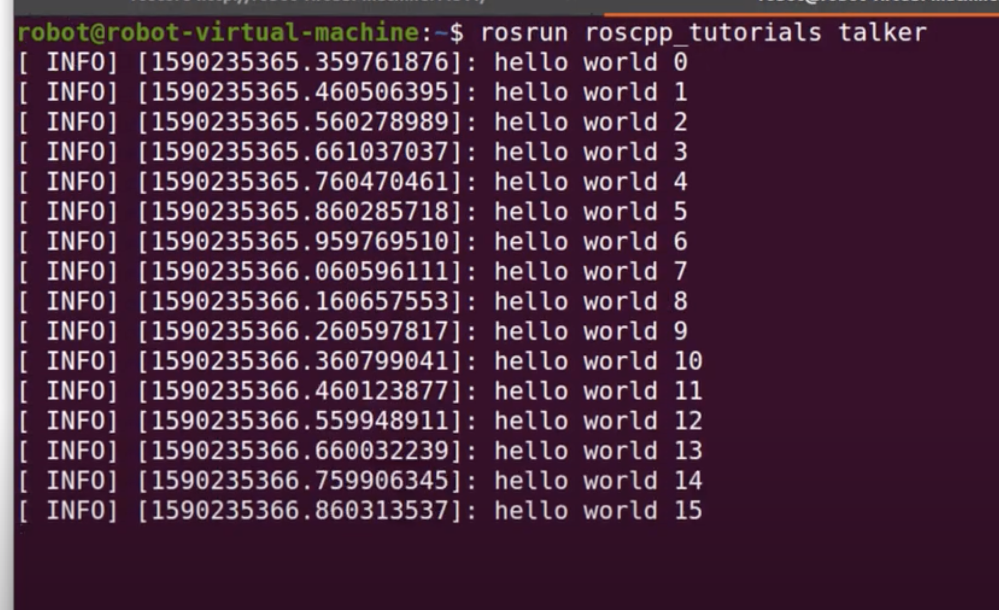 robot@robot-virtual-machine:~$ rosrun roscpp_tutorials talker
[ INFO] [1590235365.359761876]: hello world 0
[ INFO] [1590235365.460506395]: hello world 1
[ INFO] [1590235365.560278989]: hello world 2
[ INFO] [1590235365.661037037]: hello world 3
[ INFO] [1590235365.760470461]: hello world 4
[ INFO] [1590235365.860285718]: hello world 5
[ INFO] [1590235365.959769510]: hello world 6
[ INFO] [1590235366.060596111]: hello world 7
[ INFO] [1590235366.160657553]: hello world 8
[ INFO] [1590235366.260597817]: hello world 9
[ INFO] [1590235366.360799041]: hello world 10
[ INFO] [1590235366.460123877]: hello world 11
[ INFO] [1590235366.559948911]: hello world 12
[ INFO] [1590235366.660032239]: hello world 13
[ INFO] [1590235366.759906345]: hello world 14
[ INFO] [1590235366.860313537]: hello world 15